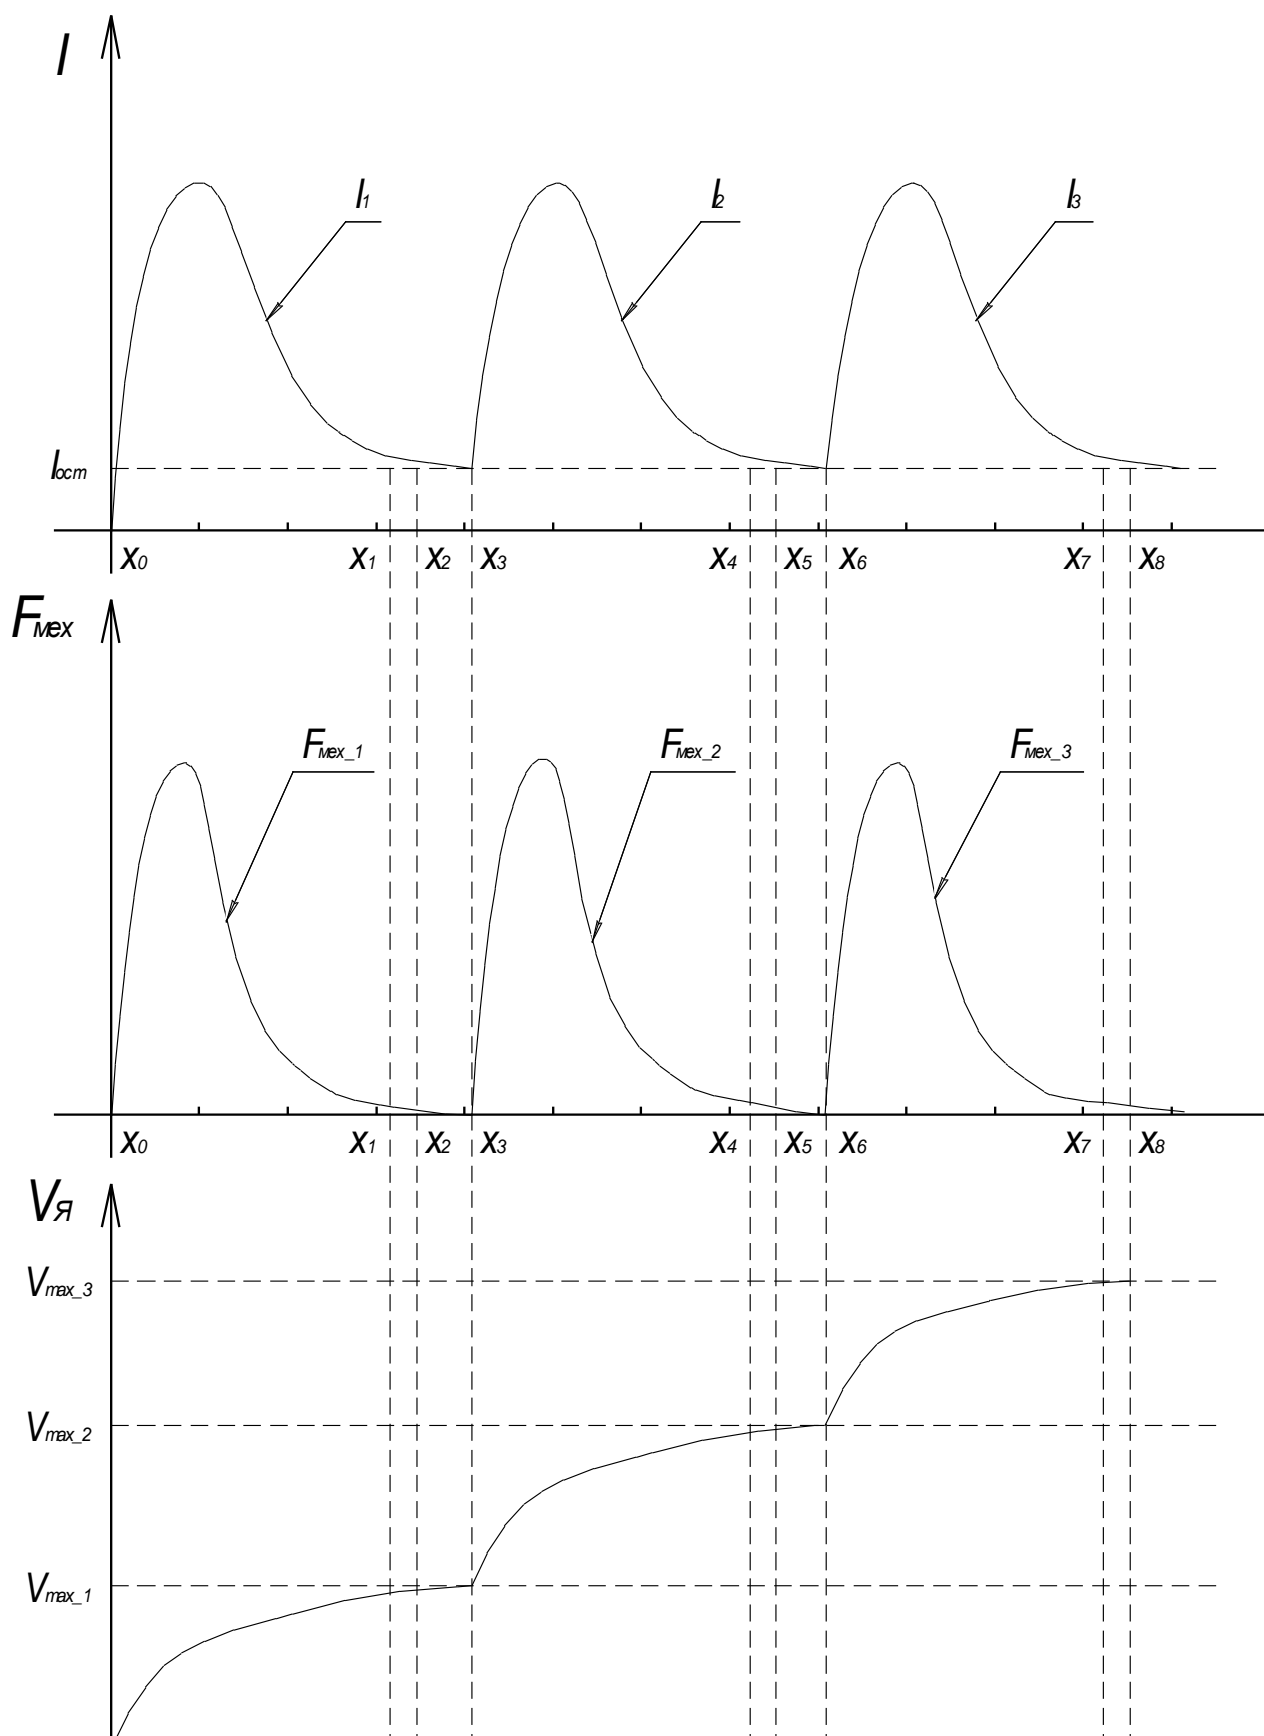 I
I1
I2
I3
Iост
X0 X1 X2 X3 X4 X5 X6 X7 X8
Fмех
Fмех_1
Fмех_2
Fмех_3
X0 X1 X2 X3 X4 X5 X6 X7 X8
VЯ
Vmax_3
Vmax_2
Vmax_1